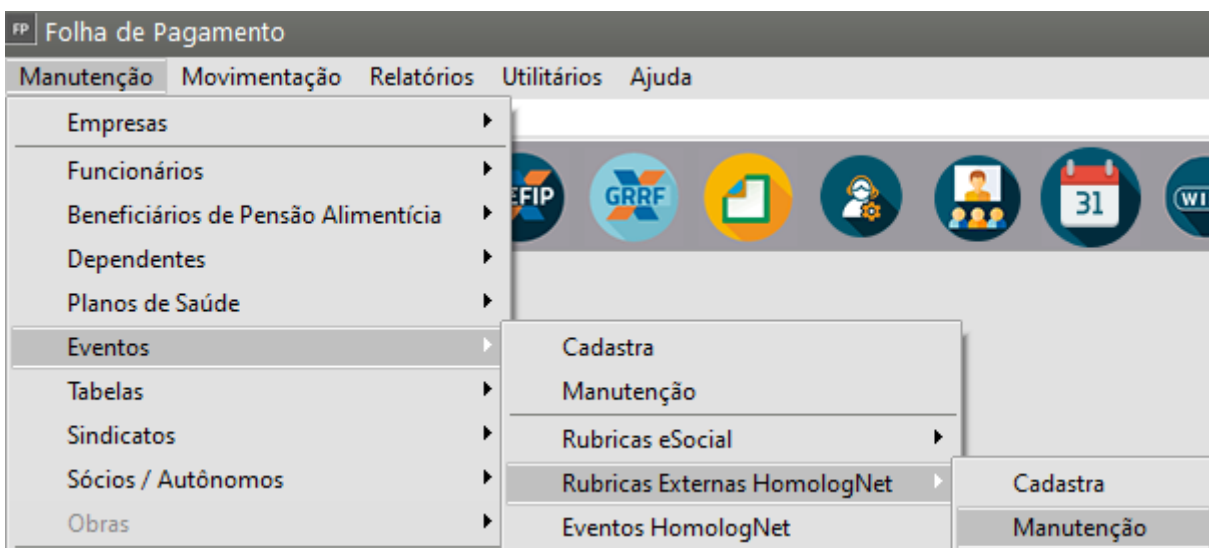 FP Folha de Pagamento
Manutenção Movimentação Relatórios Utilitários Ajuda
Empresas
Funcionários
EFIP GRRF 31 WI
Beneficiários de Pensão Alimentícia
Dependentes
Planos de Saúde
Eventos
Cadastra
Tabelas
Manutenção
Sindicatos
Rubricas eSocial
Sócios / Autônomos
Rubricas Externas HomologNet
Cadastra
Obras
Eventos HomologNet
Manutenção